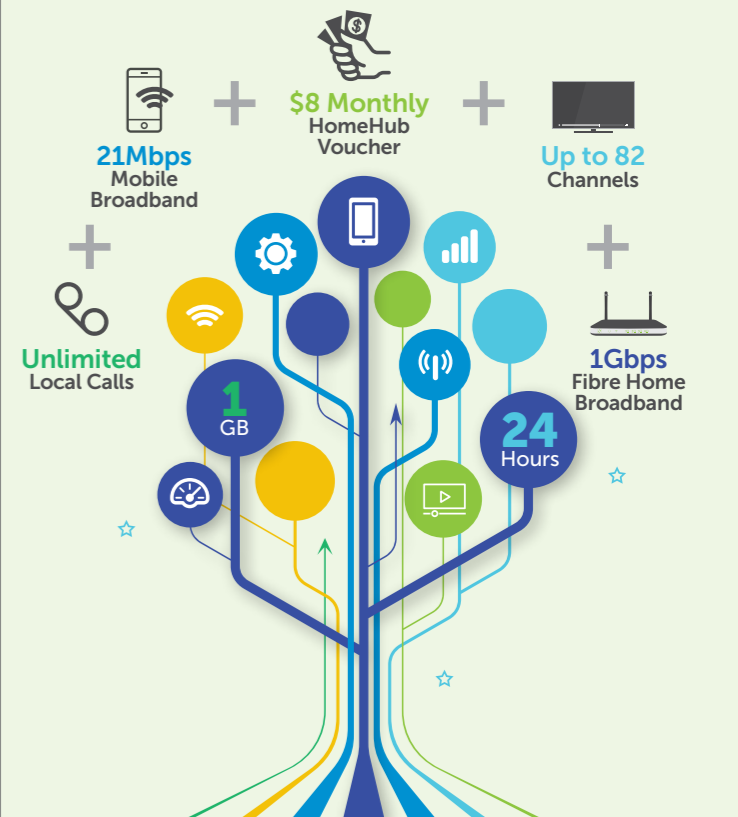 $8 Monthly
HomeHub
Voucher
21Mbps
Mobile
Broadband
Up to 82
Channels
Unlimited
Local Calls
1Gbps
Fibre Home
Broadband
1
GB
24
Hours